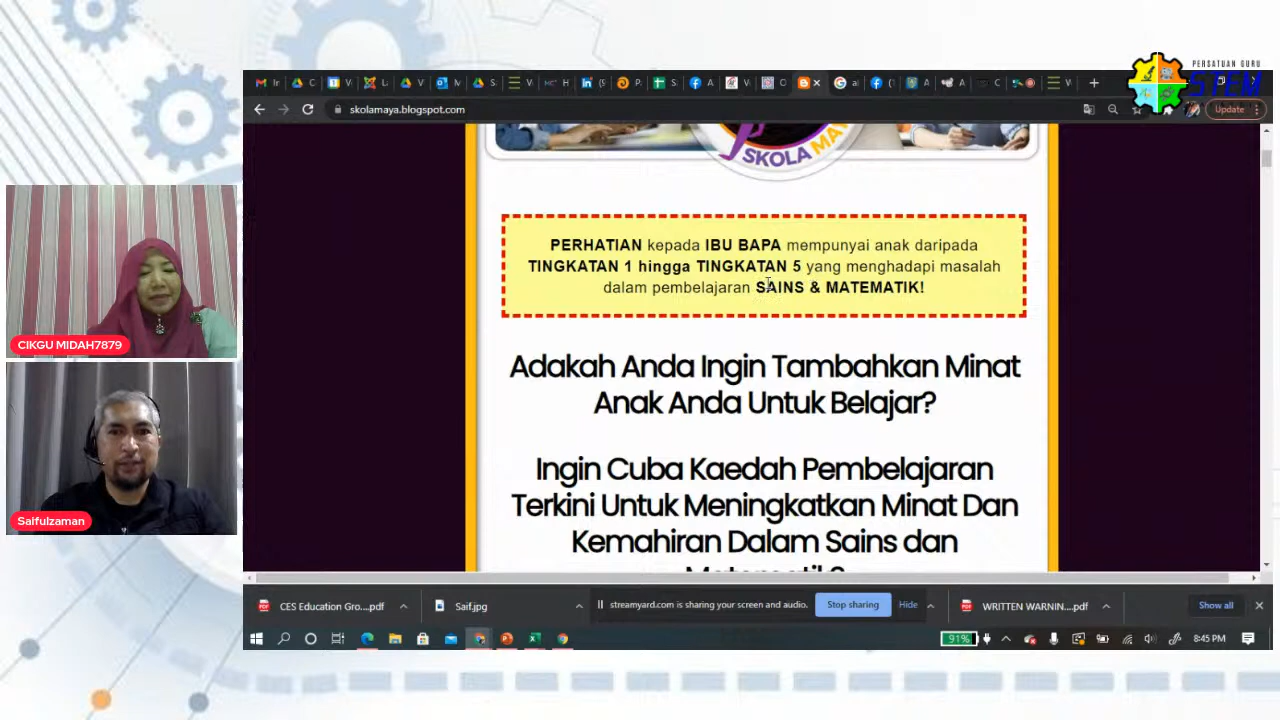 PERSATUAN GURU
STEM
Update
skolamaya.blogspot.com
SKOLA
PERHATIAN kepada IBU BAPA mempunyai anak daripada
TINGKATAN 1 hingga TINGKATAN 5 yang menghadapi masalah
dalam pembelajaran SAINS & MATEMATIK!
Adakah Anda Ingin Tambahkan Minat
Anak Anda Untuk Belajar?
Ingin Cuba Kaedah Pembelajaran
Terkini Untuk Meningkatkan Minat Dan
Kemahiran Dalam Sains dan
CIKGU MIDAH7879
Saifulzaman
CES Education Gro....pdf
Saif.jpg
streamyard.com is sharing your screen and audio.
Stop sharing
Hide
WRITTEN WARNIN....pdf
Show all
91%
8:45 PM